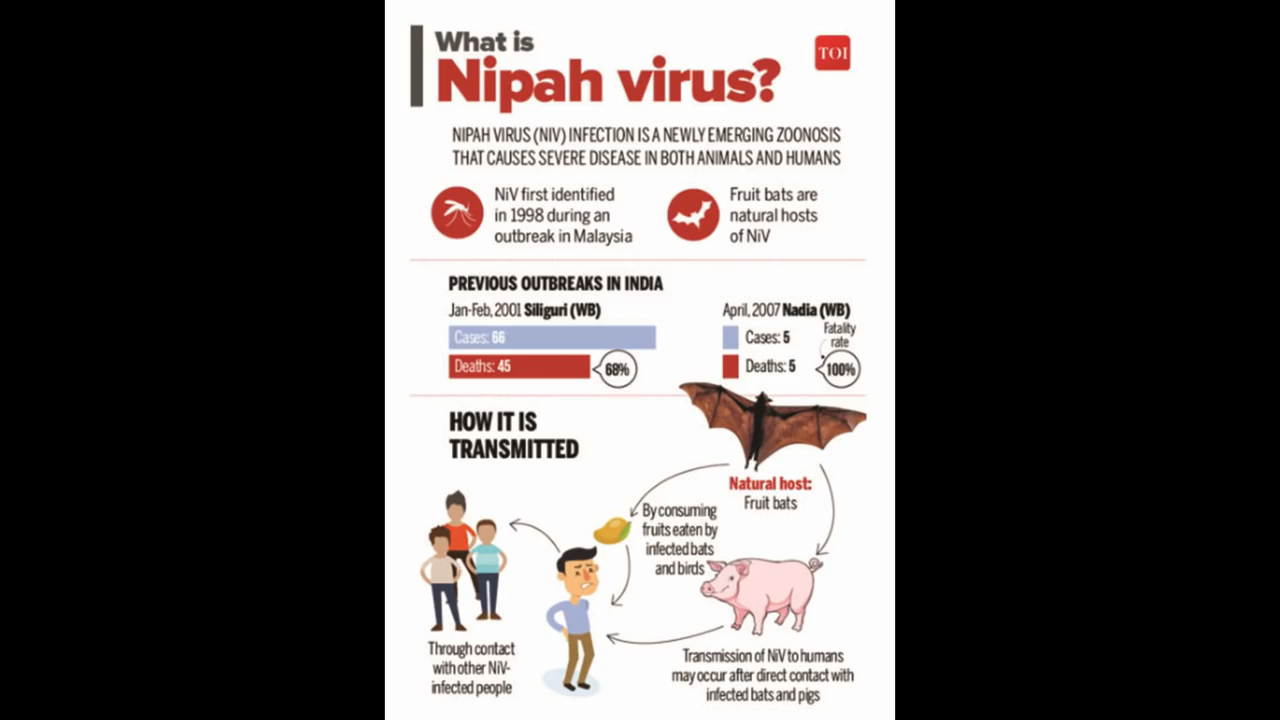 What is
Nipah virus?
TOI
NIPAH VIRUS (NIV) INFECTION IS A NEWLY EMERGING ZOONOSIS
THAT CAUSES SEVERE DISEASE IN BOTH ANIMALS AND HUMANS
NiV first identified
in 1998 during an
outbreak in Malaysia
Fruit bats are
natural hosts
of NiV
PREVIOUS OUTBREAKS IN INDIA
Jan-Feb, 2001 Siliguri (WB)
Cases: 66
Deaths: 45
68%
April, 2007 Nadia (WB)
Cases: 5
Deaths: 5
Fatality
rate
100%
HOW IT IS
TRANSMITTED
Natural host:
Fruit bats
By consuming
fruits eaten by
infected bats
and birds
Through contact
with other NiV-
infected people
Transmission of NiV to humans
may occur after direct contact with
infected bats and pigs